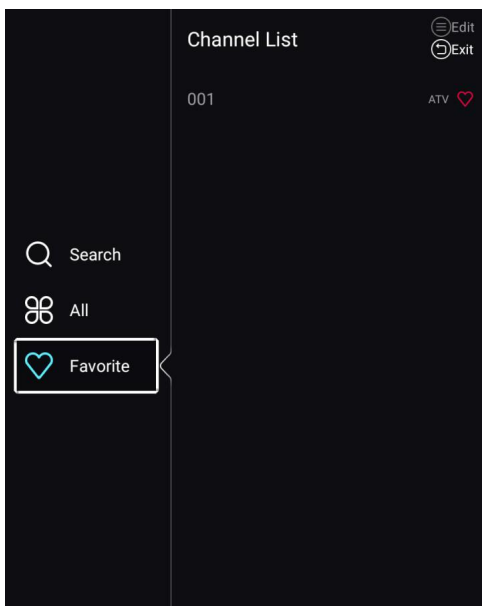 Channel List
Edit
Exit
001 ATV
Search
All
Favorite